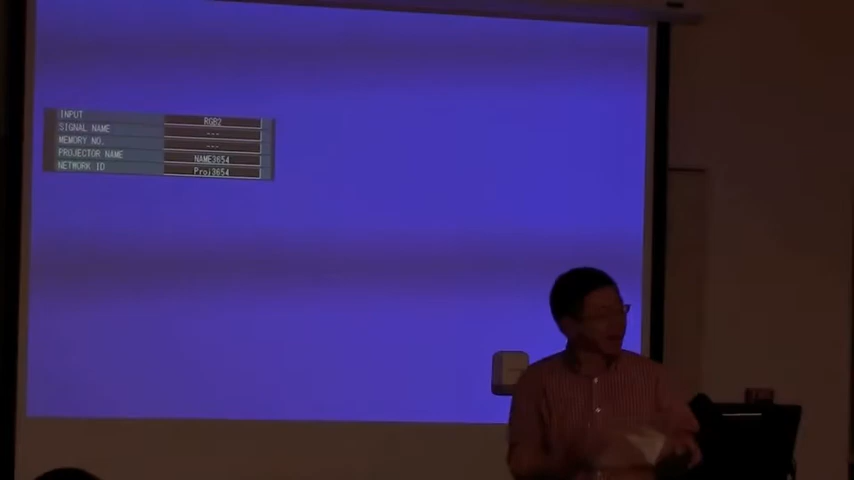 INPUT RGB2
SIGNAL NAME ---
MEMORY NO. ---
PROJECTOR NAME NAME3654
NETWORK ID Proj3654